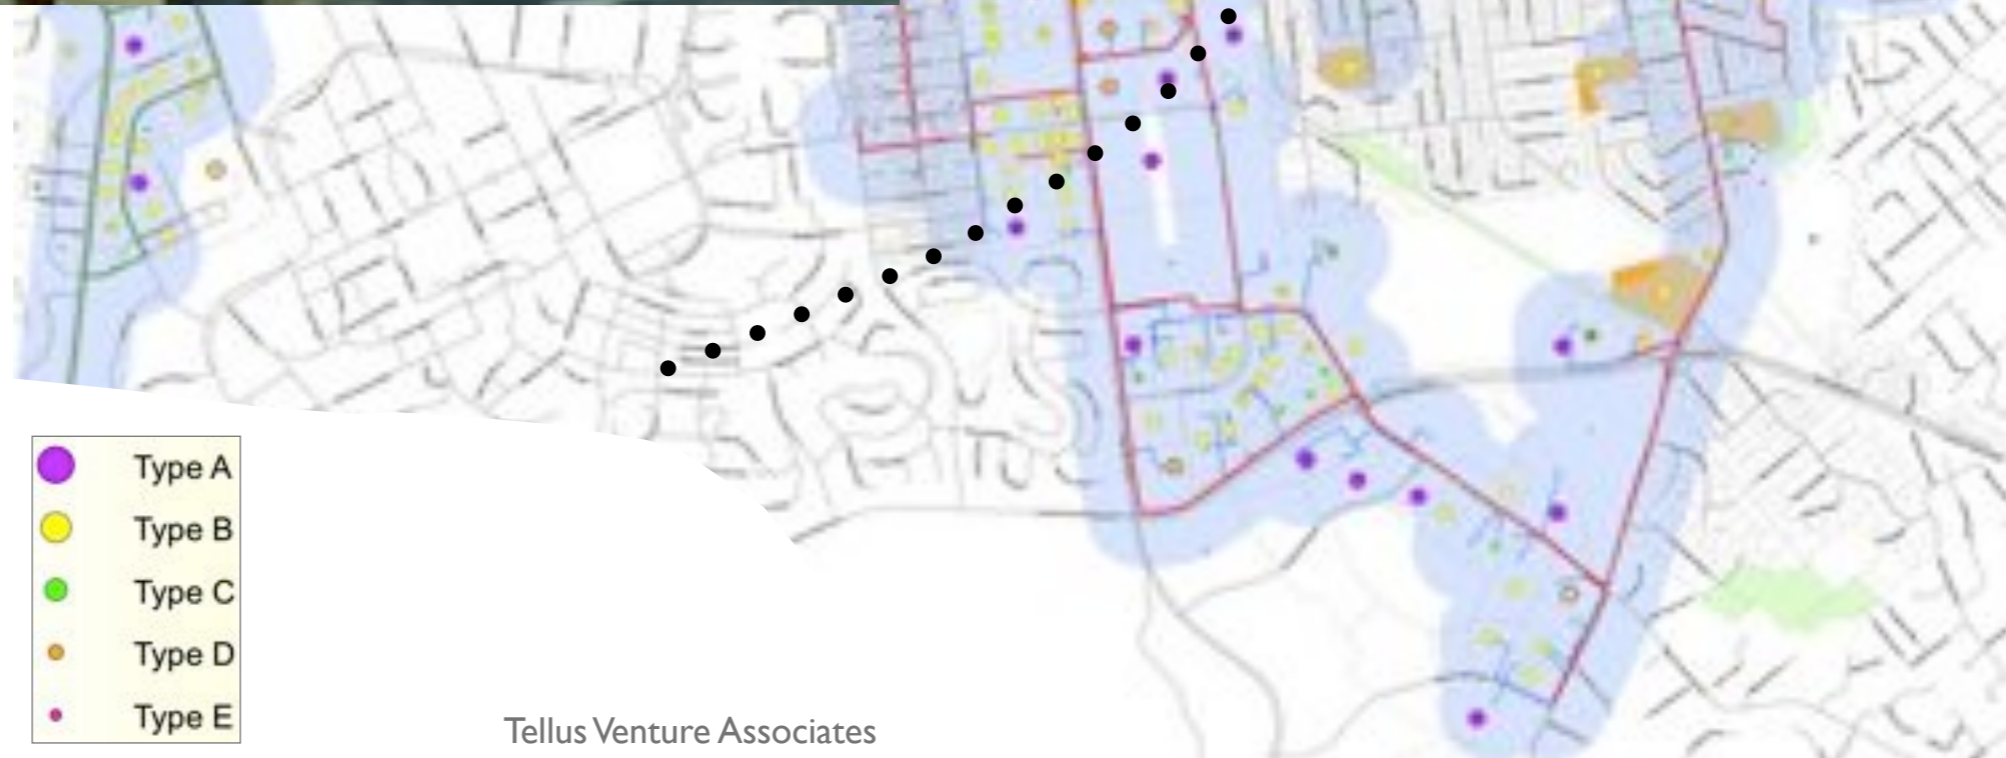 Type A
Type B
Type C
Type D
Type E
Tellus Venture Associates